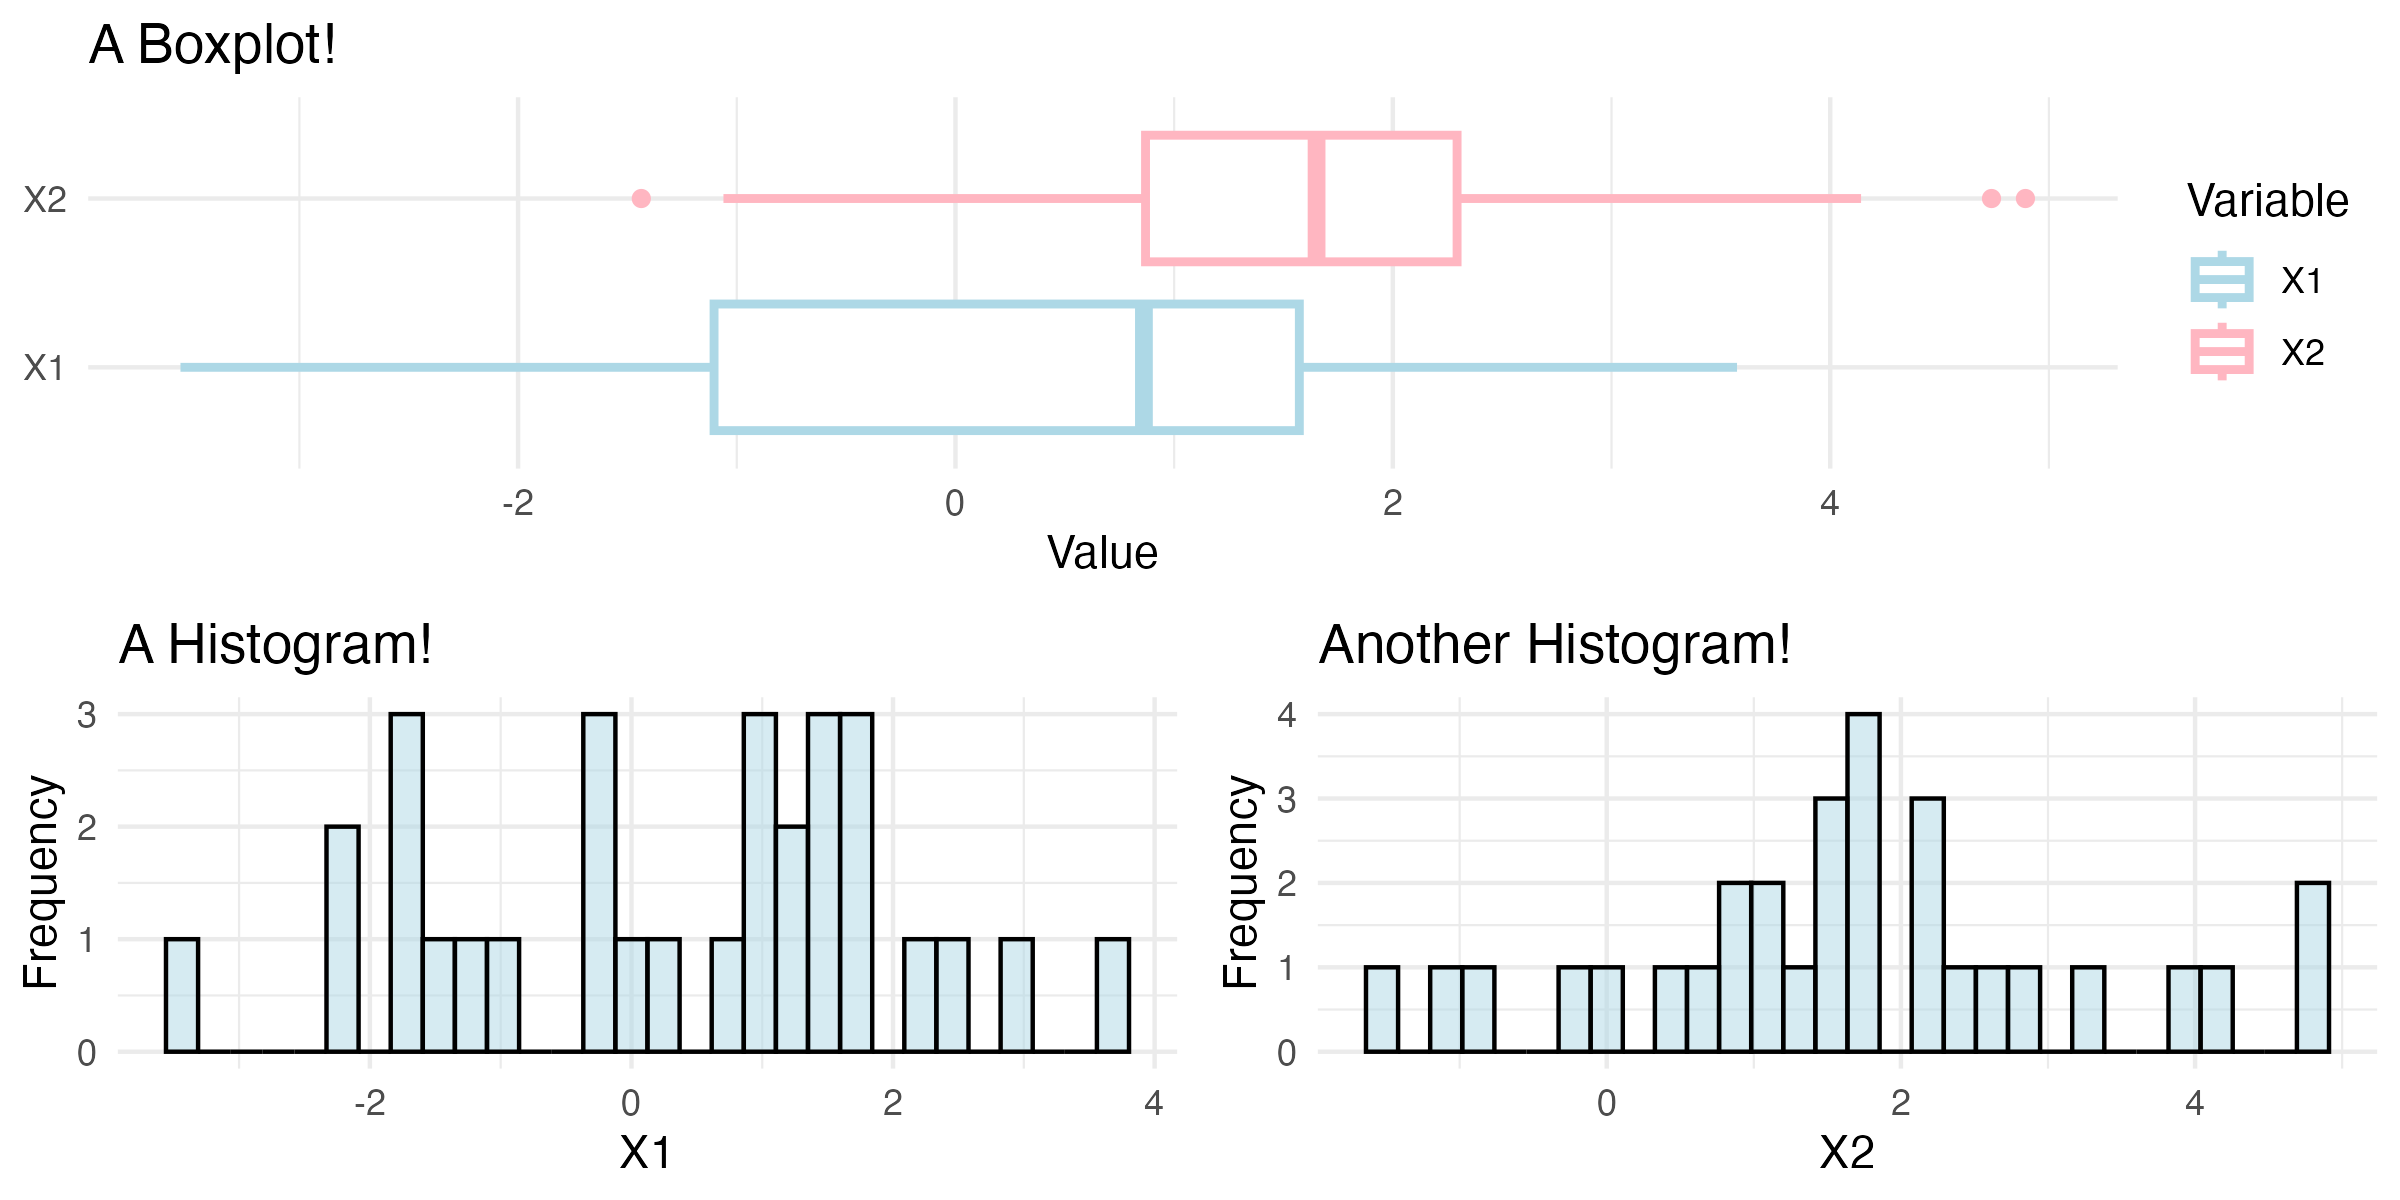 A Boxplot!
X2
X1
-2 0 2 4
Value
Variable
X1
X2
A Histogram!
3
2
1
0
Frequency
-2 0 2 4
X1
Another Histogram!
4
3
2
1
0
Frequency
0 2 4
X2